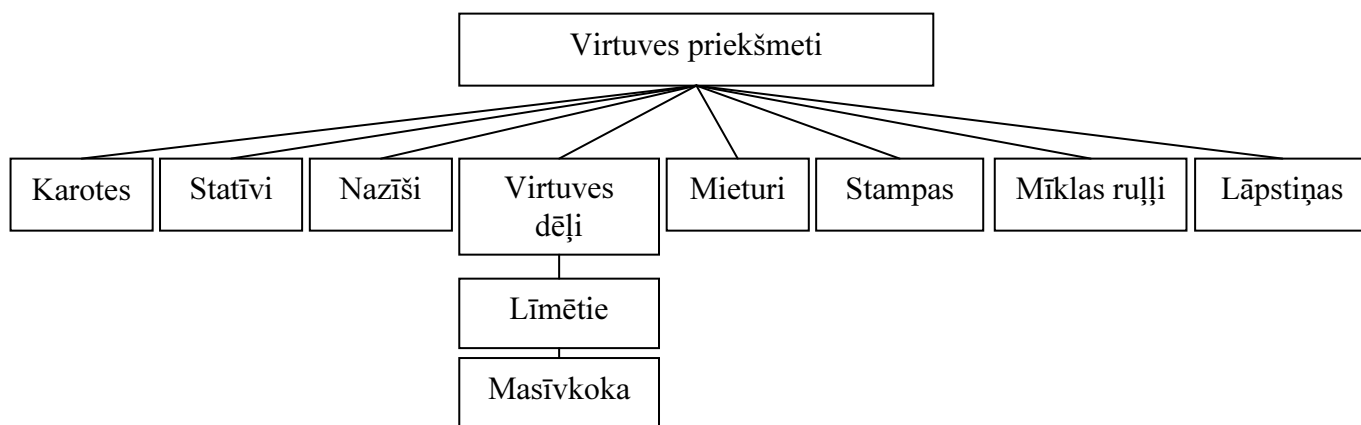 Virtuves priekšmeti
Karotes
Statīvi
Nazīši
Virtuves
dēļi
Mieturi
Stampas
Mīklas ruļļi
Lāpstiņas
Līmētie
Masīvkoka